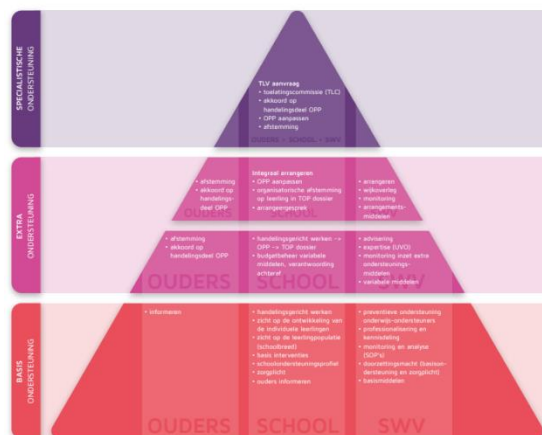 SPECIALISTISCHE
ONDERSTEUNING
TLV aanvraag
• toelatingscommissie (TLC)
• akkoord op
handelingsdeel OPP
• OPP aanpassen
• afstemming
OUDERS + SCHOOL + SWV
EXTRA
ONDERSTEUNING
• afstemming
• akkoord op
handelings-
deel OPP
OUDERS
Integraal arrangeren
• OPP aanpassen
• organisatorische afstemming
op leerling in TOP dossier
• arrangeergesprek
SCHOOL
• arrangeren
• wijkoverleg
• monitoring
• arrangements-
middelen
SWV
• afstemming
• akkoord op
handelingsdeel OPP
OUDERS
• handelingsgericht werken –>
OPP –> TOP dossier
• budgetbeheer variabele
middelen, verantwoording
achteraf
SCHOOL
• advisering
• expertise (UVO)
• monitoring inzet extra
ondersteunings-
middelen
• variabele middelen
SWV
BASIS
ONDERSTEUNING
• informeren
OUDERS
• handelingsgericht werken
• zicht op de ontwikkeling van
de individuele leerlingen
• zicht op de leerlingpopulatie
(schoolbreed)
• basis interventies
• schoolondersteuningsprofiel
• zorgplicht
• ouders informeren
SCHOOL
• preventieve ondersteuning
onderwijs-ondersteuners
• professionalisering en
kennisdeling
• monitoring en analyse
(SOP's)
• doorzettingsmacht (basison-
dersteuning en zorgplicht)
• basismiddelen
SWV